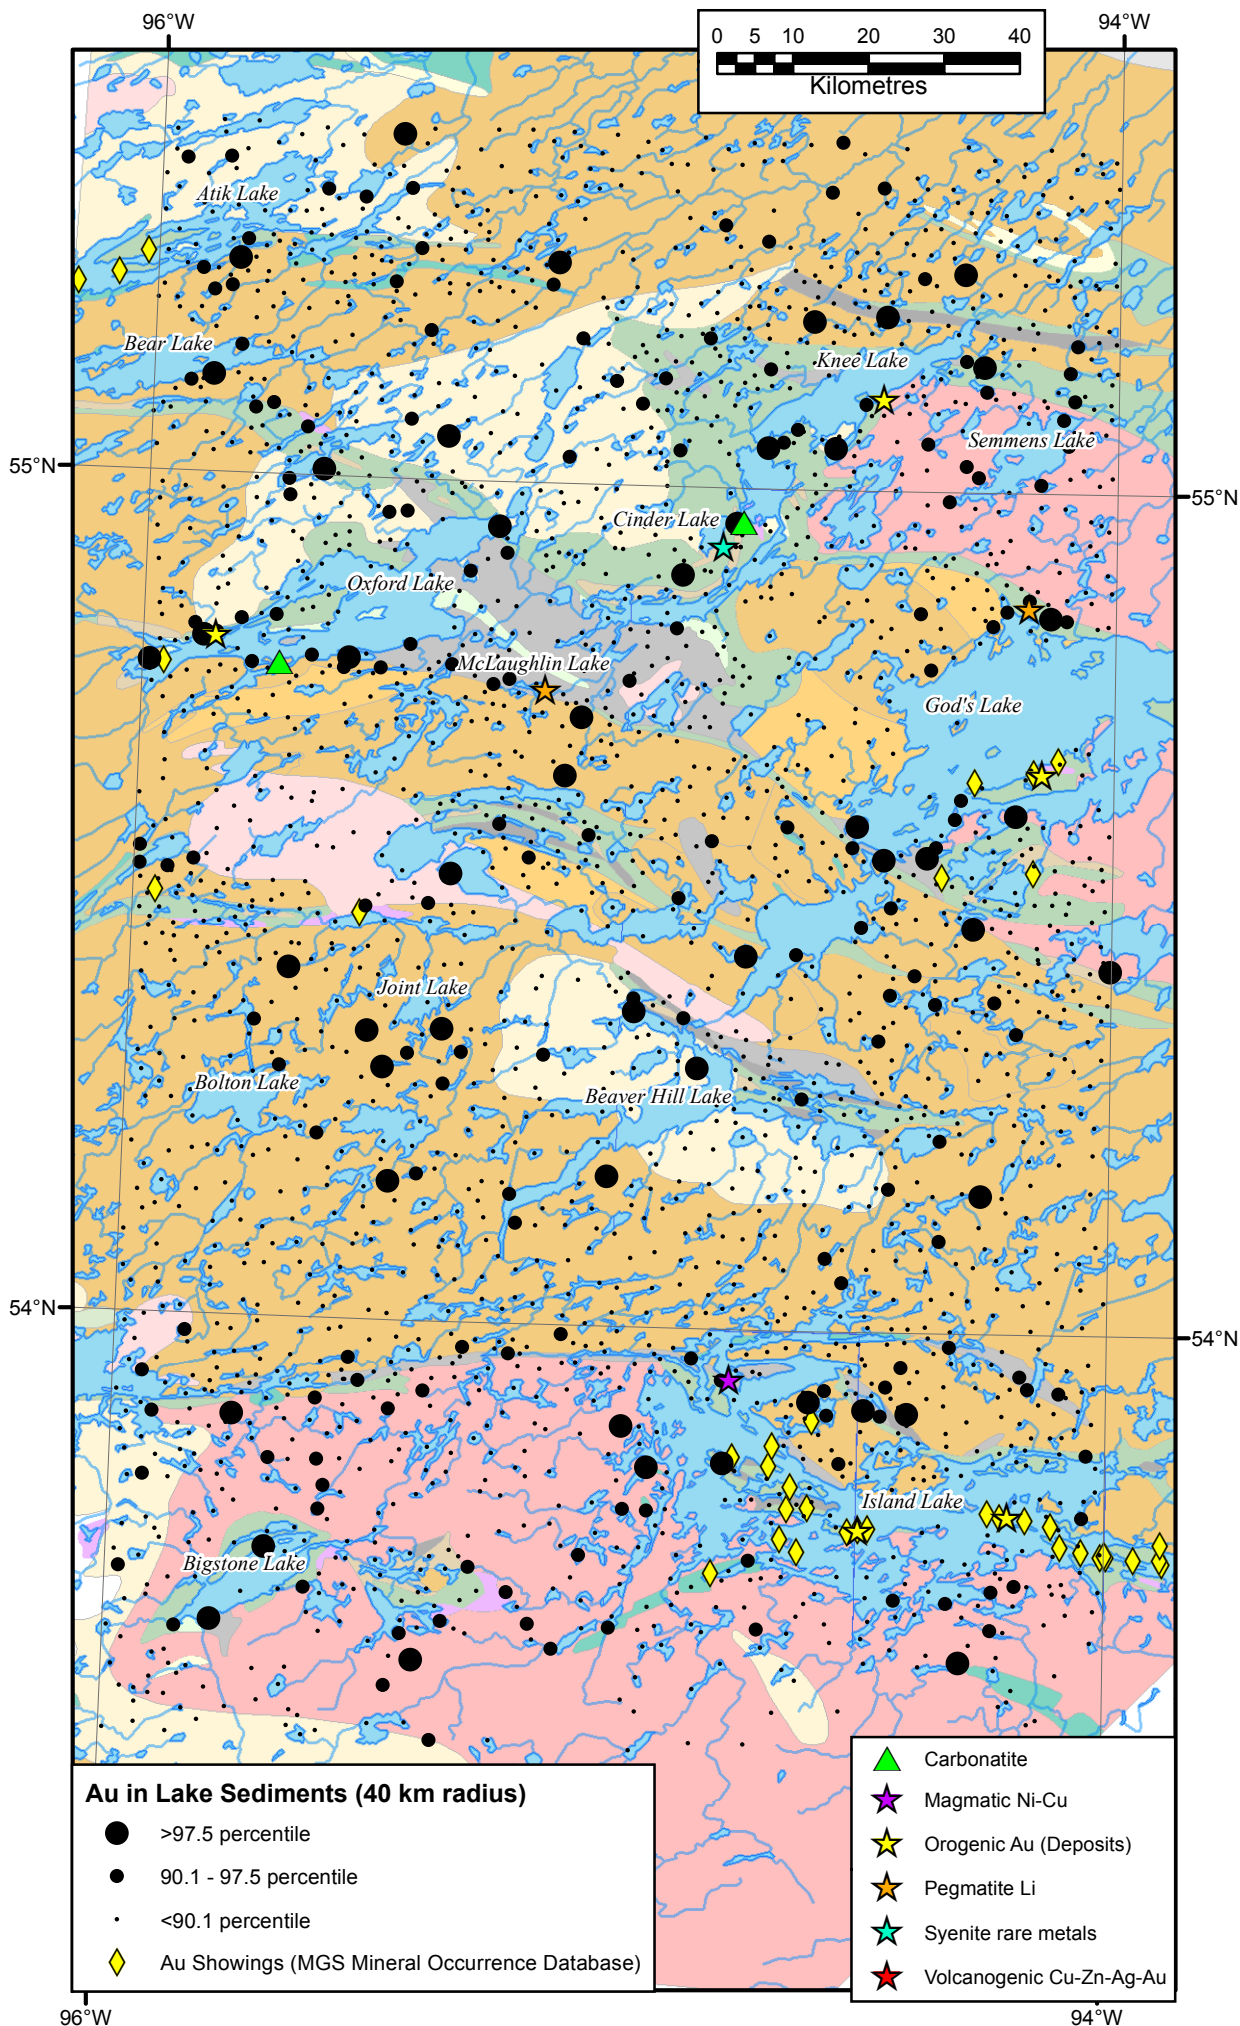 96°W
94°W
0 5 10 20 30 40
Kilometres
Atik Lake
Bear Lake
Knee Lake
Semmens Lake
55°N
55°N
Cinder Lake
Oxford Lake
McLaughlin Lake
God's Lake
Joint Lake
Bolton Lake
Beaver Hill Lake
54°N
54°N
Island Lake
Bigstone Lake
Au in Lake Sediments (40 km radius)
>97.5 percentile
90.1 - 97.5 percentile
<90.1 percentile
Au Showings (MGS Mineral Occurrence Database)
Carbonatite
Magmatic Ni-Cu
Orogenic Au (Deposits)
Pegmatite Li
Syenite rare metals
Volcanogenic Cu-Zn-Ag-Au
96°W
94°W